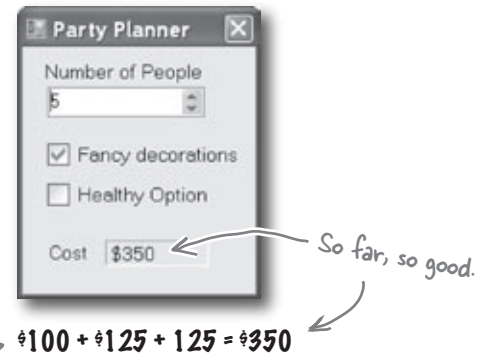 Party Planner
Number of People
5
Fancy decorations
Healthy Option
Cost $350
So far, so good.
$100 + $125 + 125 = $350